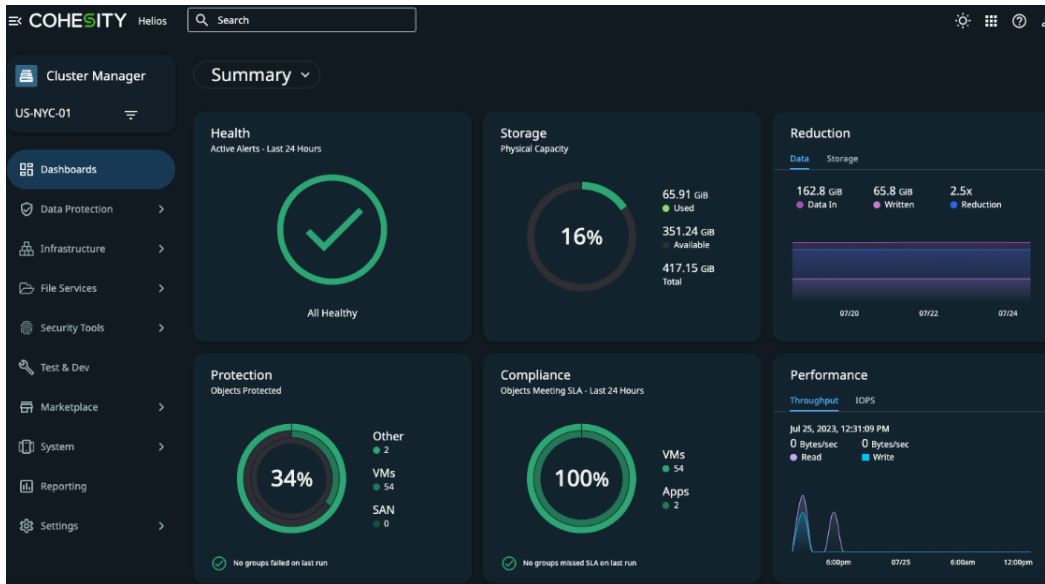 COHESITY Helios
Search
Cluster Manager
US-NYC-01
Dashboards
Data Protection
Infrastructure
File Services
Security Tools
Test & Dev
Marketplace
System
Reporting
Settings
Summary
Health
Active Alerts - Last 24 Hours
All Healthy
Storage
Physical Capacity
16%
65.91 GiB
Used
351.24 GiB
Available
417.15 GiB
Total
Reduction
Data Storage
162.8 GiB 65.8 GiB 2.5x
Data In Written Reduction
07/20 07/22 07/24
Protection
Objects Protected
34%
Other
2
VMs
54
SAN
0
No groups failed on last run
Compliance
Objects Meeting SLA - Last 24 Hours
100%
VMs
54
Apps
2
No groups missed SLA on last run
Performance
Throughput IOPS
Jul 25, 2023, 12:31:09 PM
0 Bytes/sec 0 Bytes/sec
Read Write
6:00pm 07/25 6:00am 12:00pm